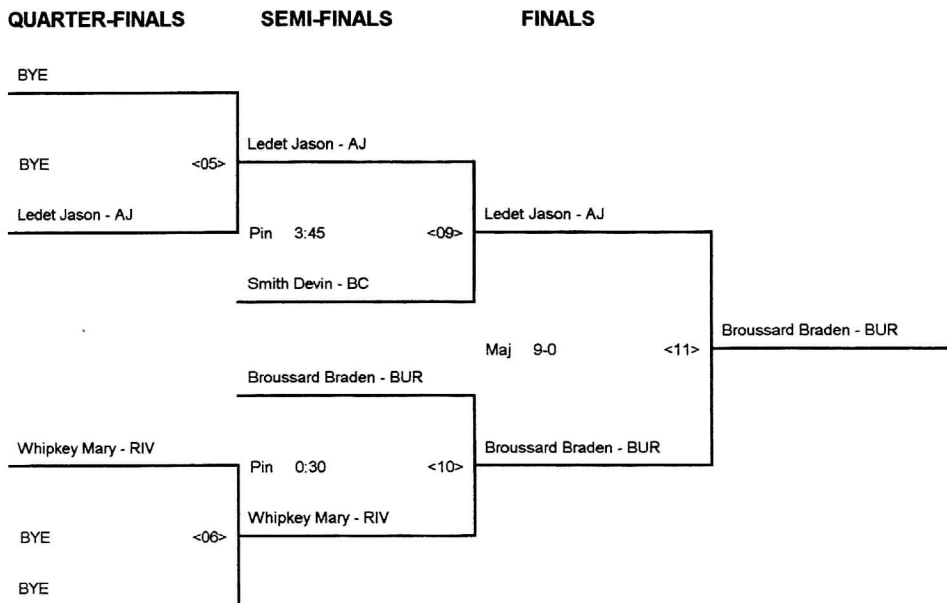 QUARTER-FINALS SEMI-FINALS FINALS
BYE
Ledet Jason - AJ
BYE <05>
Ledet Jason - AJ
Ledet Jason - AJ
Pin 3:45 <09>
Smith Devin - BC
Broussard Braden - BUR
Maj 9-0 <11>
Broussard Braden - BUR
Whipkey Mary - RIV
Broussard Braden - BUR
Pin 0:30 <10>
Whipkey Mary - RIV
BYE <06>
BYE